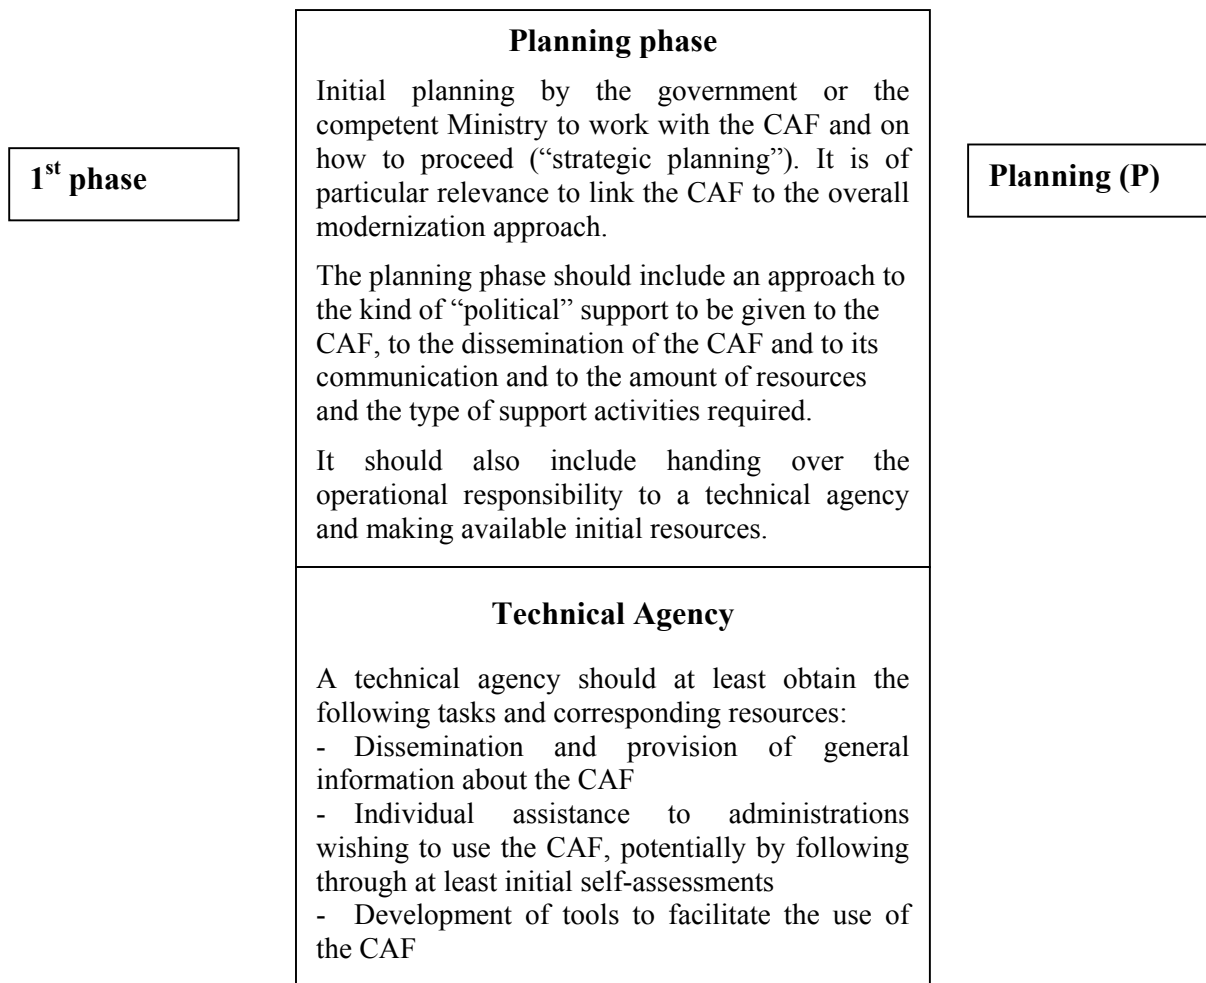 1st phase
Planning phase
Initial planning by the government or the
competent Ministry to work with the CAF and on
how to proceed (“strategic planning”). It is of
particular relevance to link the CAF to the overall
modernization approach.
The planning phase should include an approach to
the kind of “political” support to be given to the
CAF, to the dissemination of the CAF and to its
communication and to the amount of resources
and the type of support activities required.
It should also include handing over the
operational responsibility to a technical agency
and making available initial resources.
Planning (P)
Technical Agency
A technical agency should at least obtain the
following tasks and corresponding resources:
- Dissemination and provision of general
information about the CAF
- Individual assistance to administrations
wishing to use the CAF, potentially by following
through at least initial self-assessments
- Development of tools to facilitate the use of
the CAF